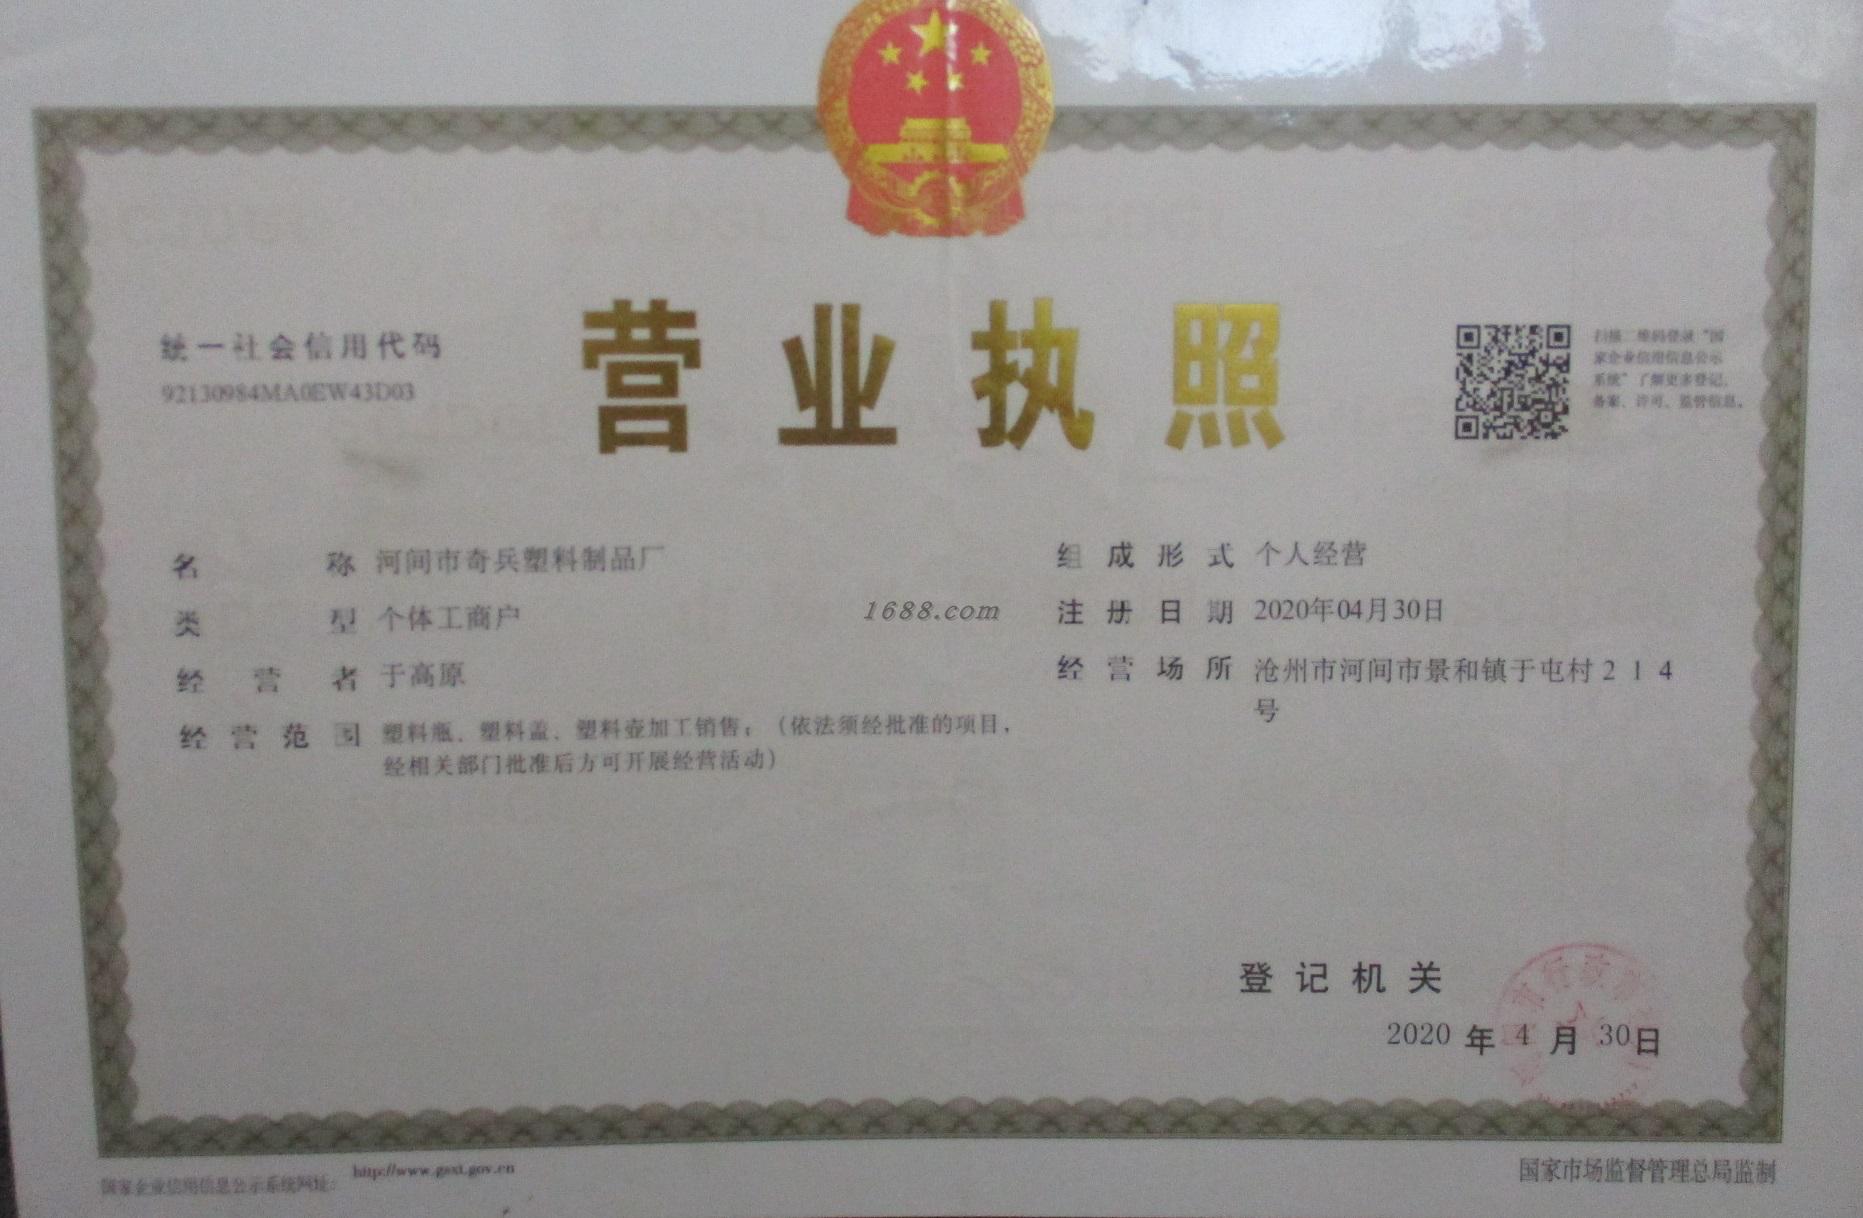 营业执照
统一社会信用代码
92130984MA0EW43D03
扫描二维码登录“国
家企业信用信息公示
系统”了解更多登记、
备案、许可、监管信息。
名称 河间市奇兵塑料制品厂
类型 个体工商户
经营者 于高原
经营范围 塑料瓶、塑料盖、塑料壶加工销售;（依法须经批准的项目,
经相关部门批准后方可开展经营活动）
1688.com
组成形式 个人经营
注册日期 2020年04月30日
经营场所 沧州市河间市景和镇于屯村214
号
登记机关
2020年4月30日
行政
国家企业信用信息公示系统网址: http://www.gsxt.gov.cn
国家市场监督管理总局监制